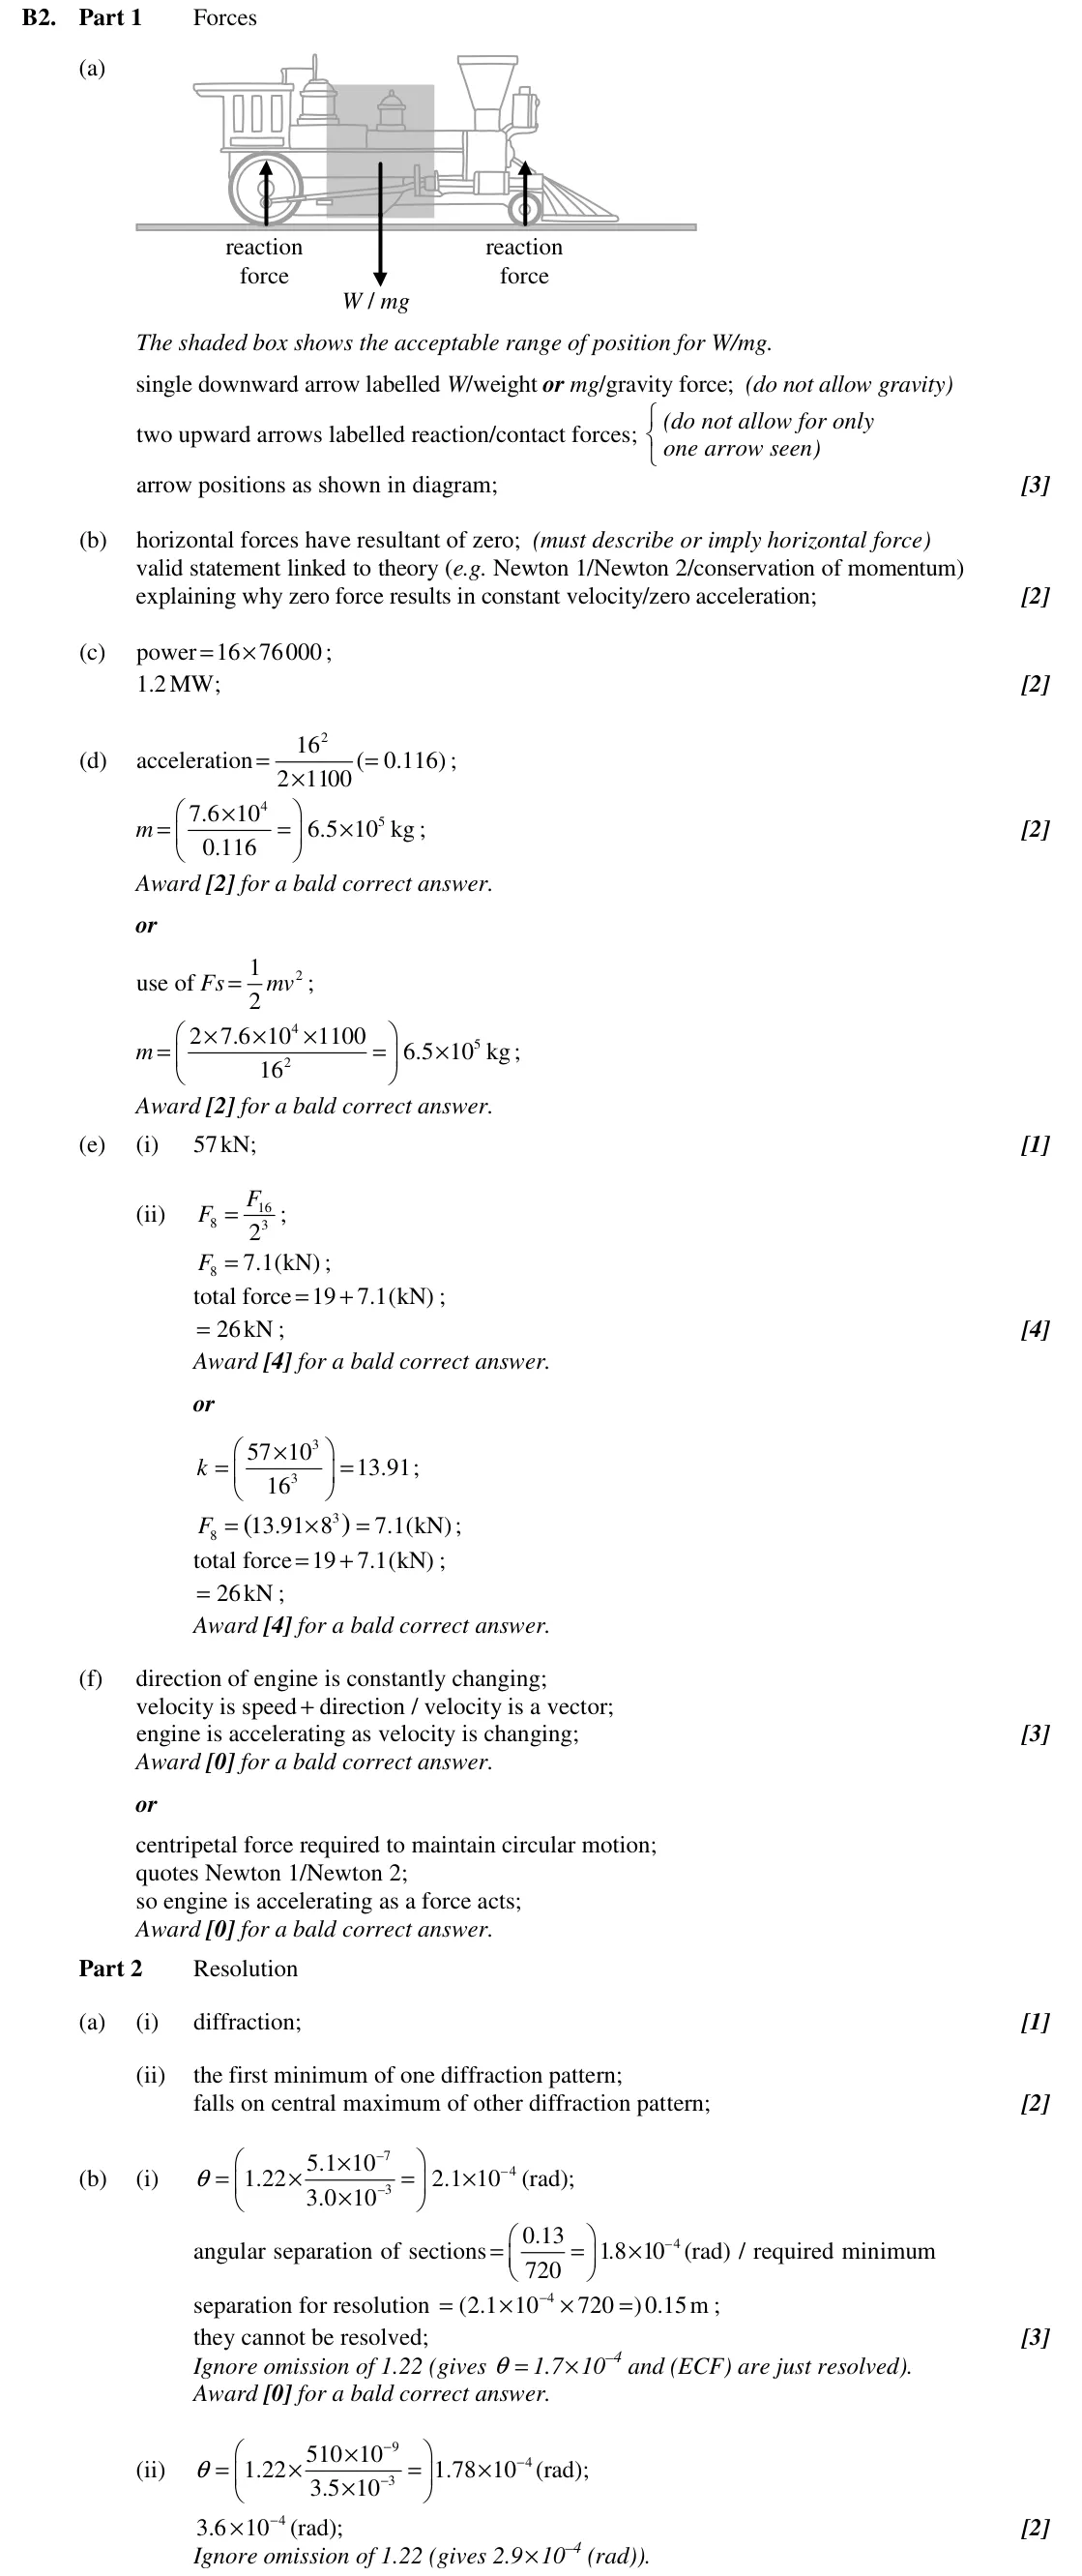 B2. Part 1 Forces
(a)
reaction force
reaction force
W / mg
The shaded box shows the acceptable range of position for W/mg.
single downward arrow labelled W/weight or mg/gravity force; (do not allow gravity)
two upward arrows labelled reaction/contact forces; { (do not allow for only
one arrow seen)
arrow positions as shown in diagram; [3]
(b) horizontal forces have resultant of zero; (must describe or imply horizontal force)
valid statement linked to theory (e.g. Newton 1/Newton 2/conservation of momentum)
explaining why zero force results in constant velocity/zero acceleration; [2]
(c) power = 16×76000;
1.2 MW; [2]
(d) acceleration = 16²/(2×1100) (= 0.116);
m = (7.6×10⁴/0.116 =) 6.5×10⁵ kg; [2]
Award [2] for a bald correct answer.
or
use of Fs = 1/2 mv²;
m = (2×7.6×10⁴×1100/16² =) 6.5×10⁵ kg;
Award [2] for a bald correct answer.
(e) (i) 57 kN; [1]
(ii) F₈ = F₁₆/2³;
F₈ = 7.1(kN);
total force = 19 + 7.1(kN);
= 26 kN; [4]
Award [4] for a bald correct answer.
or
k = (57×10³/16³) = 13.91;
F₈ = (13.91×8³) = 7.1(kN);
total force = 19 + 7.1(kN);
= 26 kN;
Award [4] for a bald correct answer.
(f) direction of engine is constantly changing;
velocity is speed + direction / velocity is a vector;
engine is accelerating as velocity is changing; [3]
Award [0] for a bald correct answer.
or
centripetal force required to maintain circular motion;
quotes Newton 1/Newton 2;
so engine is accelerating as a force acts;
Award [0] for a bald correct answer.
Part 2 Resolution
(a) (i) diffraction; [1]
(ii) the first minimum of one diffraction pattern;
falls on central maximum of other diffraction pattern; [2]
(b) (i) θ = (1.22×5.1×10⁻⁷/3.0×10⁻³ =) 2.1×10⁻⁴ (rad);
angular separation of sections = (0.13/720 =) 1.8×10⁻⁴ (rad) / required minimum
separation for resolution = (2.1×10⁻⁴×720 =) 0.15 m;
they cannot be resolved; [3]
Ignore omission of 1.22 (gives θ = 1.7×10⁻⁴ and (ECF) are just resolved).
Award [0] for a bald correct answer.
(ii) θ = (1.22×510×10⁻⁹/3.5×10⁻³ =) 1.78×10⁻⁴ (rad);
3.6×10⁻⁴ (rad); [2]
Ignore omission of 1.22 (gives 2.9×10⁻⁴ (rad)).